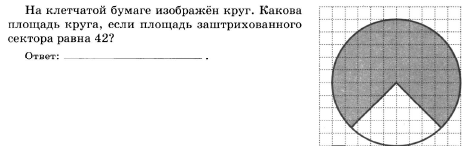 На клетчатой бумаге изображён круг. Какова
площадь круга, если площадь заштрихованного
сектора равна 42?
Ответ: ___________________ .